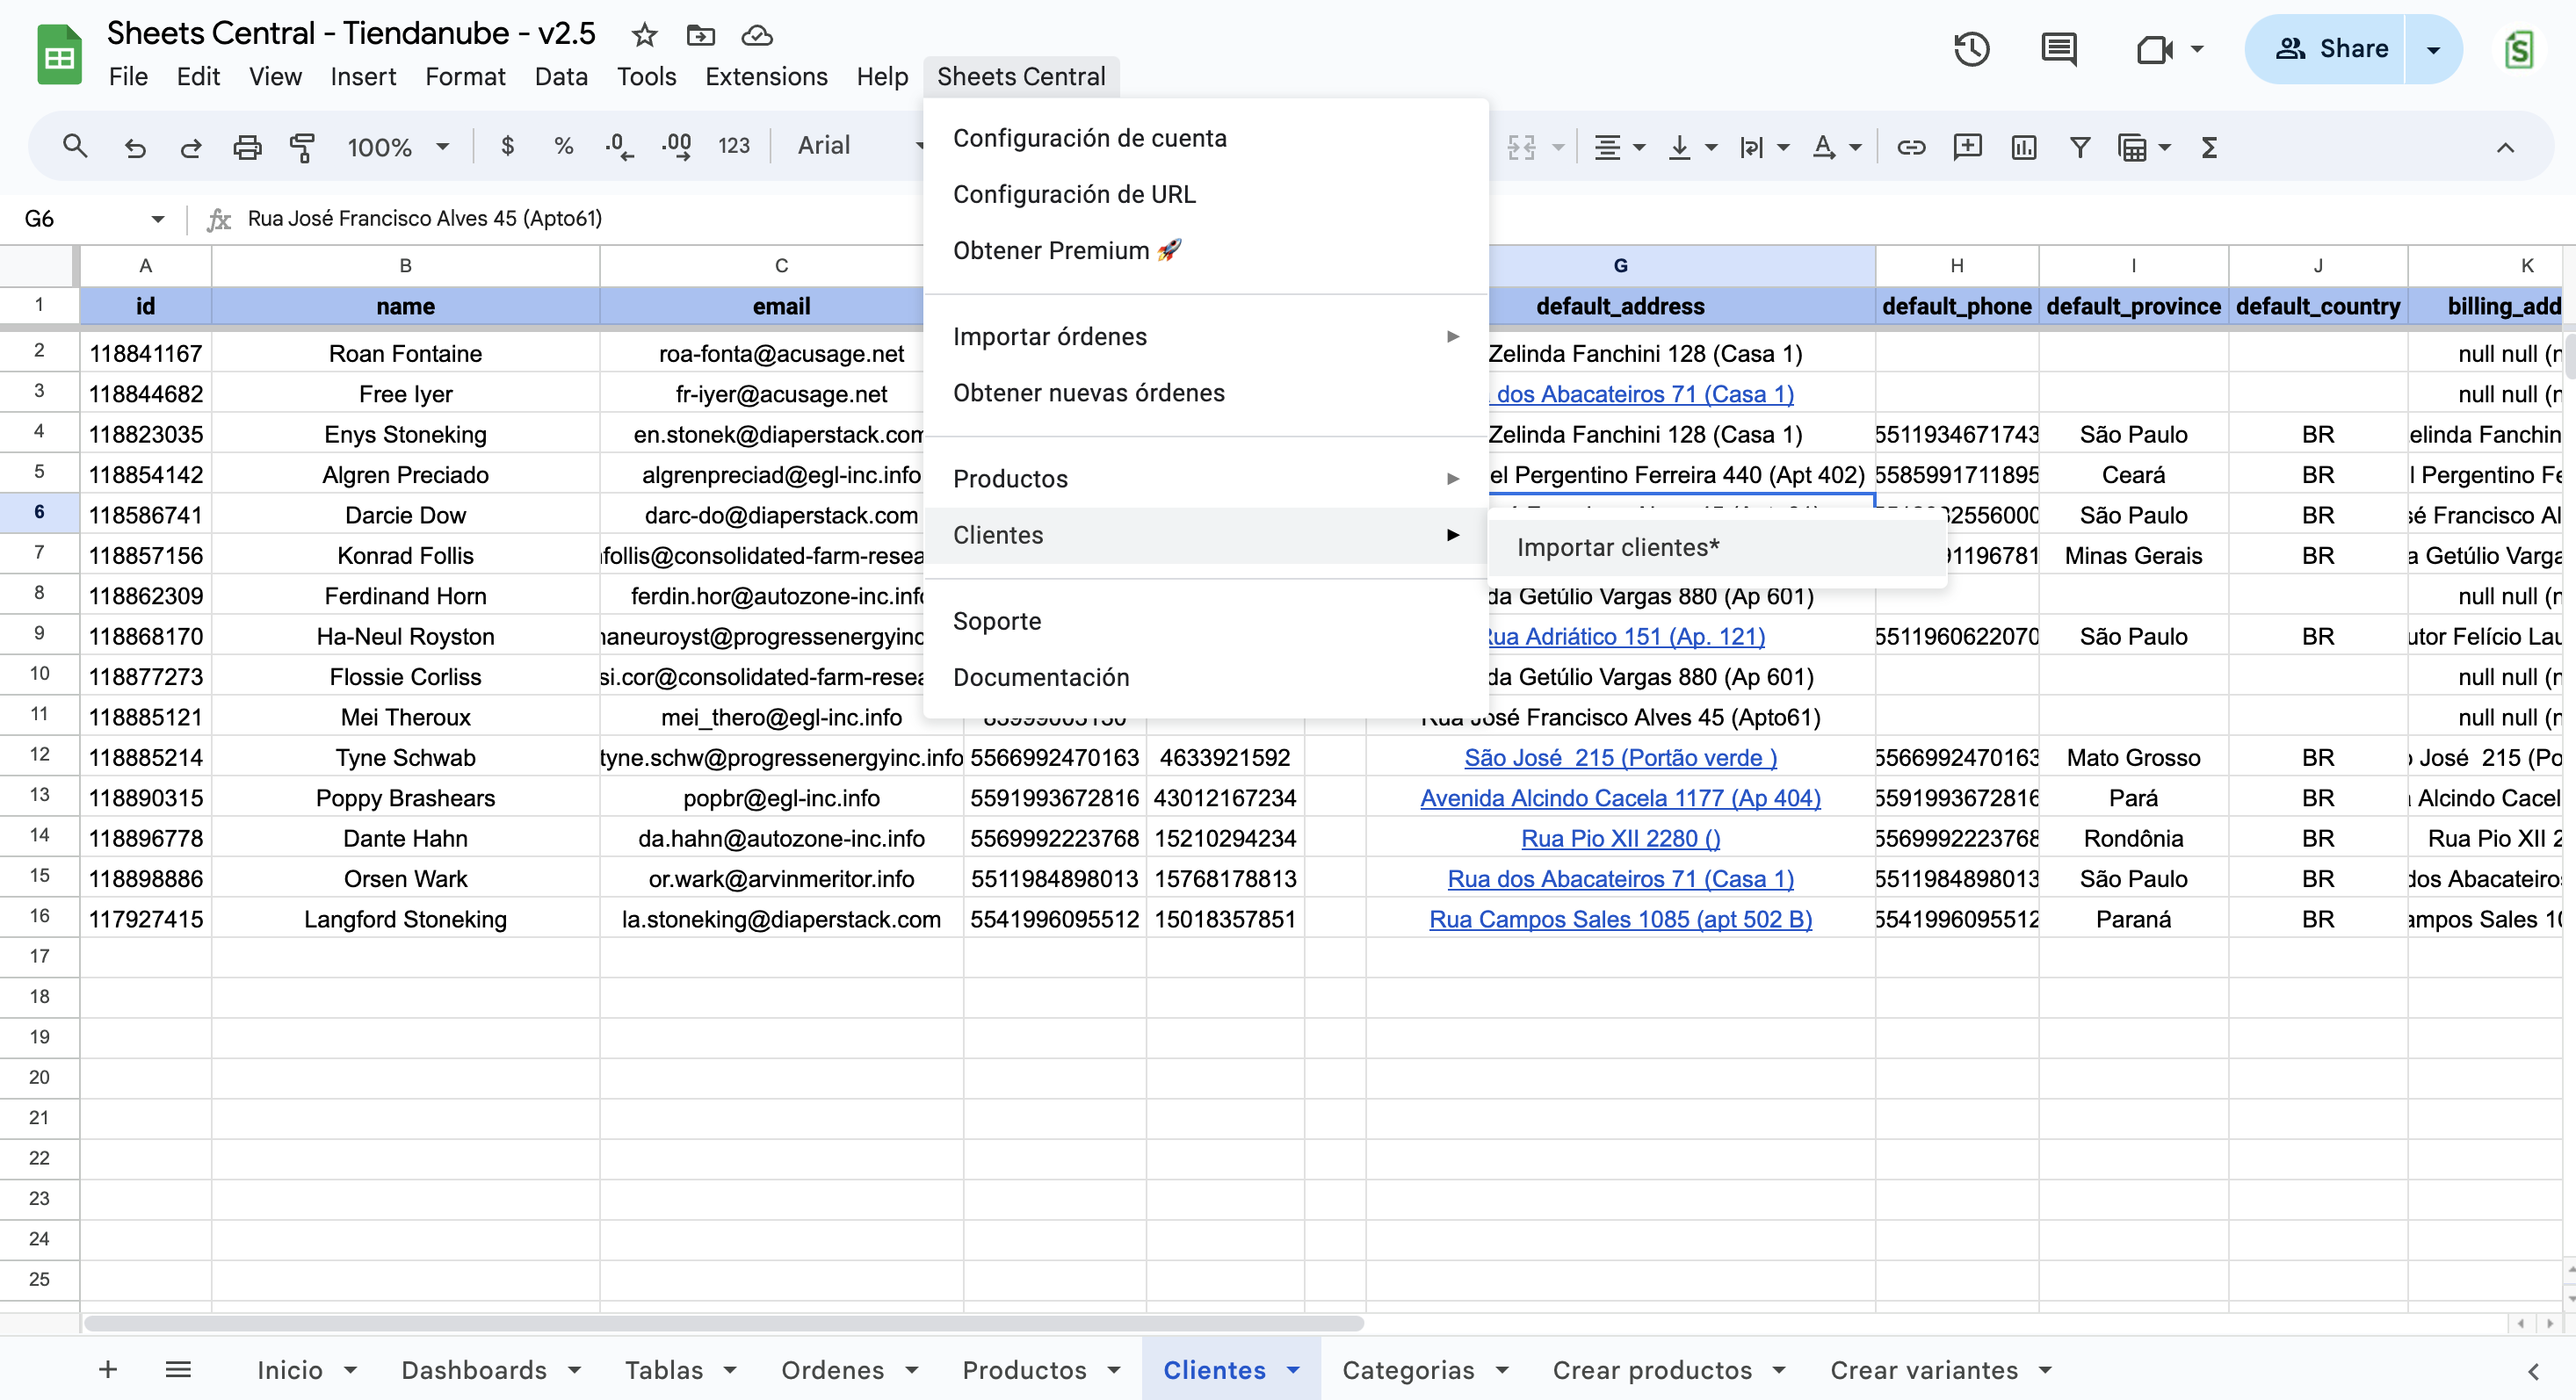 Sheets Central - Tiendanube - v2.5
File Edit View Insert Format Data Tools Extensions Help Sheets Central
Share
100% $ % .0 .00 123 Arial
G6 fx Rua José Francisco Alves 45 (Apto61)
Configuración de cuenta
Configuración de URL
Obtener Premium 🚀
Importar órdenes
Obtener nuevas órdenes
Productos
Clientes
Importar clientes*
Soporte
Documentación
A B C G H I J K
1 id name email default_address default_phone default_province default_country billing_add
2 118841167 Roan Fontaine roa-fonta@acusage.net Zelinda Fanchini 128 (Casa 1) null null
3 118844682 Free Iyer fr-iyer@acusage.net dos Abacateiros 71 (Casa 1) null null
4 118823035 Enys Stoneking en.stonek@diaperstack.com Zelinda Fanchini 128 (Casa 1) 5511934671743 São Paulo BR elinda Fanchin
5 118854142 Algren Preciado algrenpreciad@egl-inc.info el Pergentino Ferreira 440 (Apt 402) 5585991711895 Ceará BR l Pergentino Fe
6 118586741 Darcie Dow darc-do@diaperstack.com 2556000 São Paulo BR sé Francisco Al
7 118857156 Konrad Follis follis@consolidated-farm-resea 91196781 Minas Gerais BR a Getúlio Varga
8 118862309 Ferdinand Horn ferdin.hor@autozone-inc.info da Getúlio Vargas 880 (Ap 601) null null
9 118868170 Ha-Neul Royston haneuroyst@progressenergyinc Rua Adriático 151 (Ap. 121) 5511960622070 São Paulo BR utor Felício Lau
10 118877273 Flossie Corliss si.cor@consolidated-farm-resea da Getúlio Vargas 880 (Ap 601) null null
11 118885121 Mei Theroux mei_thero@egl-inc.info Rua José Francisco Alves 45 (Apto61) null null
12 118885214 Tyne Schwab tyne.schw@progressenergyinc.info 5566992470163 4633921592 São José 215 (Portão verde ) 5566992470163 Mato Grosso BR José 215 (Po
13 118890315 Poppy Brashears popbr@egl-inc.info 5591993672816 43012167234 Avenida Alcindo Cacela 1177 (Ap 404) 5591993672816 Pará BR Alcindo Cacel
14 118896778 Dante Hahn da.hahn@autozone-inc.info 5569992223768 15210294234 Rua Pio XII 2280 () 5569992223768 Rondônia BR Rua Pio XII 2
15 118898886 Orsen Wark or.wark@arvinmeritor.info 5511984898013 15768178813 Rua dos Abacateiros 71 (Casa 1) 5511984898013 São Paulo BR dos Abacateiro
16 117927415 Langford Stoneking la.stoneking@diaperstack.com 5541996095512 15018357851 Rua Campos Sales 1085 (apt 502 B) 5541996095512 Paraná BR ampos Sales 10
17
18
19
20
21
22
23
24
25
Inicio Dashboards Tablas Ordenes Productos Clientes Categorias Crear productos Crear variantes